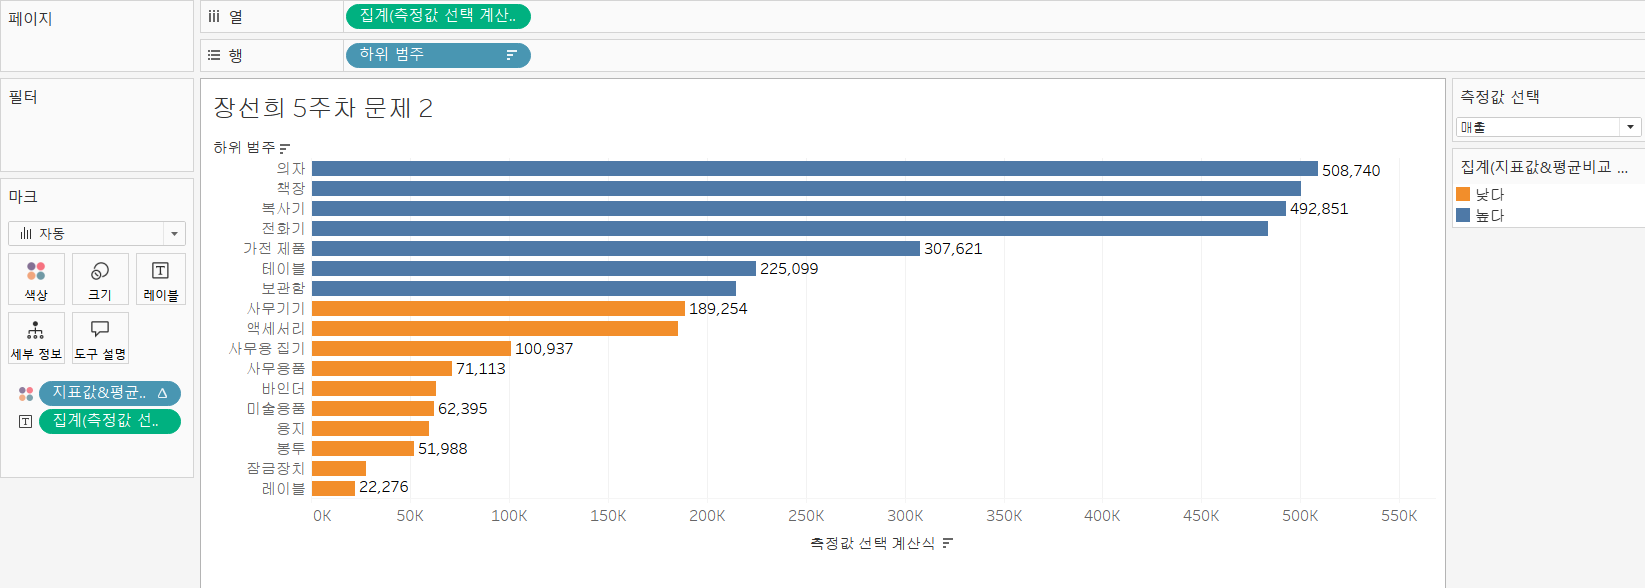 페이지
열
집계(측정값 선택 계산..
행
하위 범주
필터
마크
자동
색상
크기
레이블
세부 정보
도구 설명
지표값&평균..
집계(측정값 선..
장선희 5주차 문제 2
하위 범주
의자 508,740
책장
복사기 492,851
전화기
가전 제품 307,621
테이블 225,099
보관함
사무기기 189,254
액세서리
사무용 집기 100,937
사무용품 71,113
바인더
미술용품 62,395
용지
봉투 51,988
잠금장치
레이블 22,276
0K 50K 100K 150K 200K 250K 300K 350K 400K 450K 500K 550K
측정값 선택 계산식
측정값 선택
매출
집계(지표값&평균비교 ...
낮다
높다